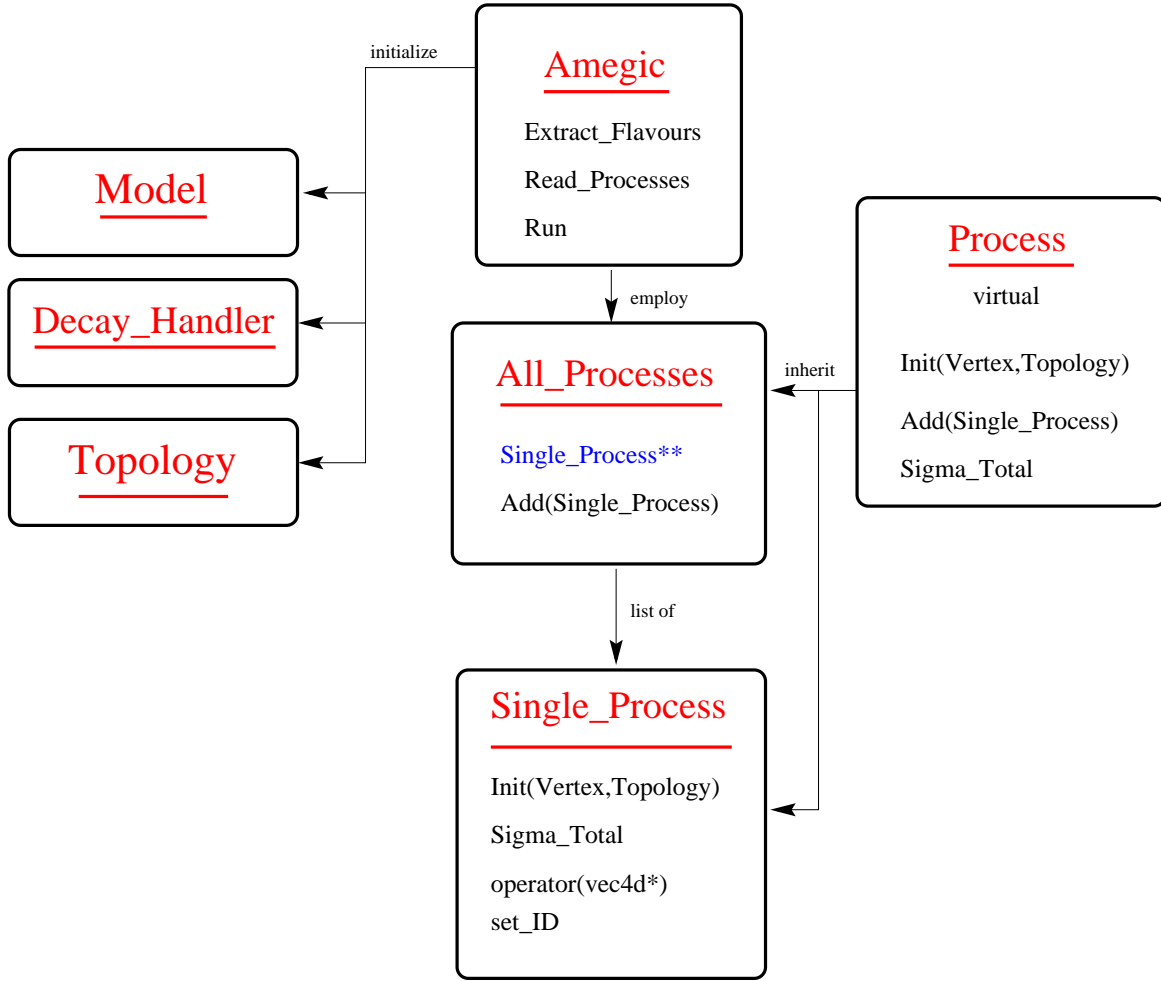 initialize
Amegic
Extract_Flavours
Read_Processes
Run
Model
Decay_Handler
Topology
employ
All_Processes
Single_Process**
Add(Single_Process)
inherit
Process
virtual
Init(Vertex,Topology)
Add(Single_Process)
Sigma_Total
list of
Single_Process
Init(Vertex,Topology)
Sigma_Total
operator(vec4d*)
set_ID